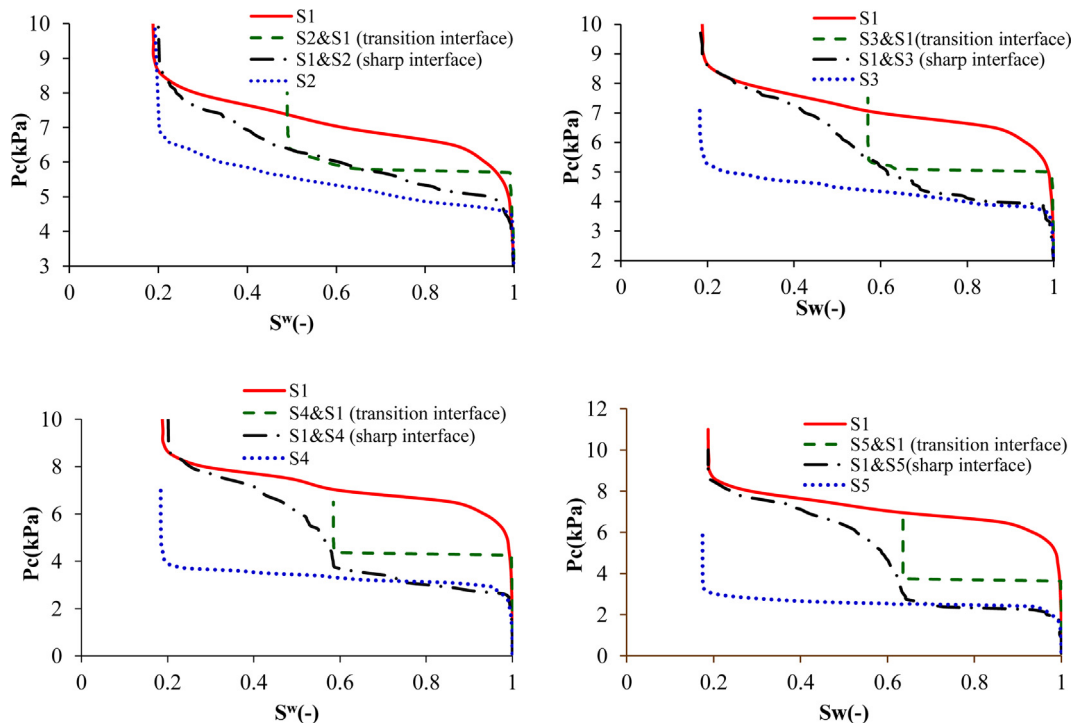 S1
S2&S1 (transition interface)
S1&S2 (sharp interface)
S2
10
9
8
7
6
5
4
3
Pc(kPa)
0
0.2
0.4
0.6
0.8
1
Sʷ(-)
S1
S3&S1(transition interface)
S1&S3 (sharp interface)
S3
10
9
8
7
6
5
4
3
2
Pc(kPa)
0
0.2
0.4
0.6
0.8
1
Sw(-)
S1
S4&S1 (transition interface)
S1&S4 (sharp interface)
S4
10
8
6
4
2
0
Pc(kPa)
0
0.2
0.4
0.6
0.8
1
Sʷ(-)
S1
S5&S1 (transition interface)
S1&S5(sharp interface)
S5
12
10
8
6
4
2
0
Pc(kPa)
0
0.2
0.4
0.6
0.8
1
Sw(-)